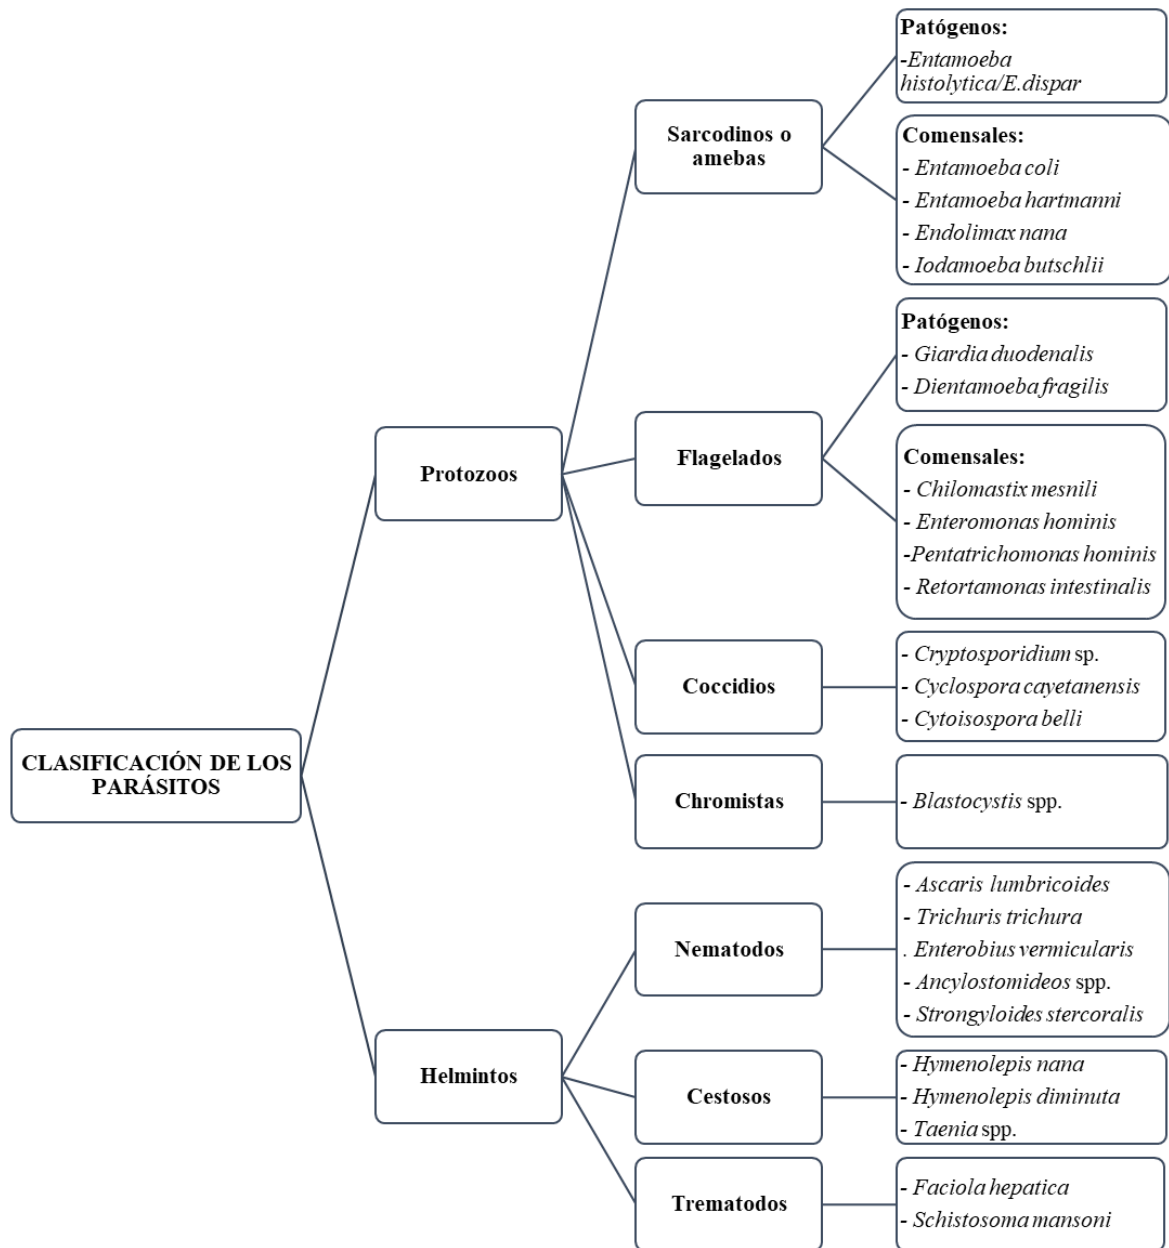 Patógenos:
-Entamoeba
histolytica/E.dispar
Sarcodinos o
amebas
Comensales:
- Entamoeba coli
- Entamoeba hartmanni
- Endolimax nana
- Iodamoeba butschlii
Patógenos:
- Giardia duodenalis
- Dientamoeba fragilis
Protozoos
Flagelados
Comensales:
- Chilomastix mesnili
- Enteromonas hominis
-Pentatrichomonas hominis
- Retortamonas intestinalis
Coccidios
- Cryptosporidium sp.
- Cyclospora cayetanensis
- Cytoisospora belli
CLASIFICACIÓN DE LOS
PARÁSITOS
Chromistas
- Blastocystis spp.
Nematodos
- Ascaris lumbricoides
- Trichuris trichura
. Enterobius vermicularis
- Ancylostomideos spp.
- Strongyloides stercoralis
Helmintos
Cestosos
- Hymenolepis nana
- Hymenolepis diminuta
- Taenia spp.
Trematodos
- Faciola hepatica
- Schistosoma mansoni